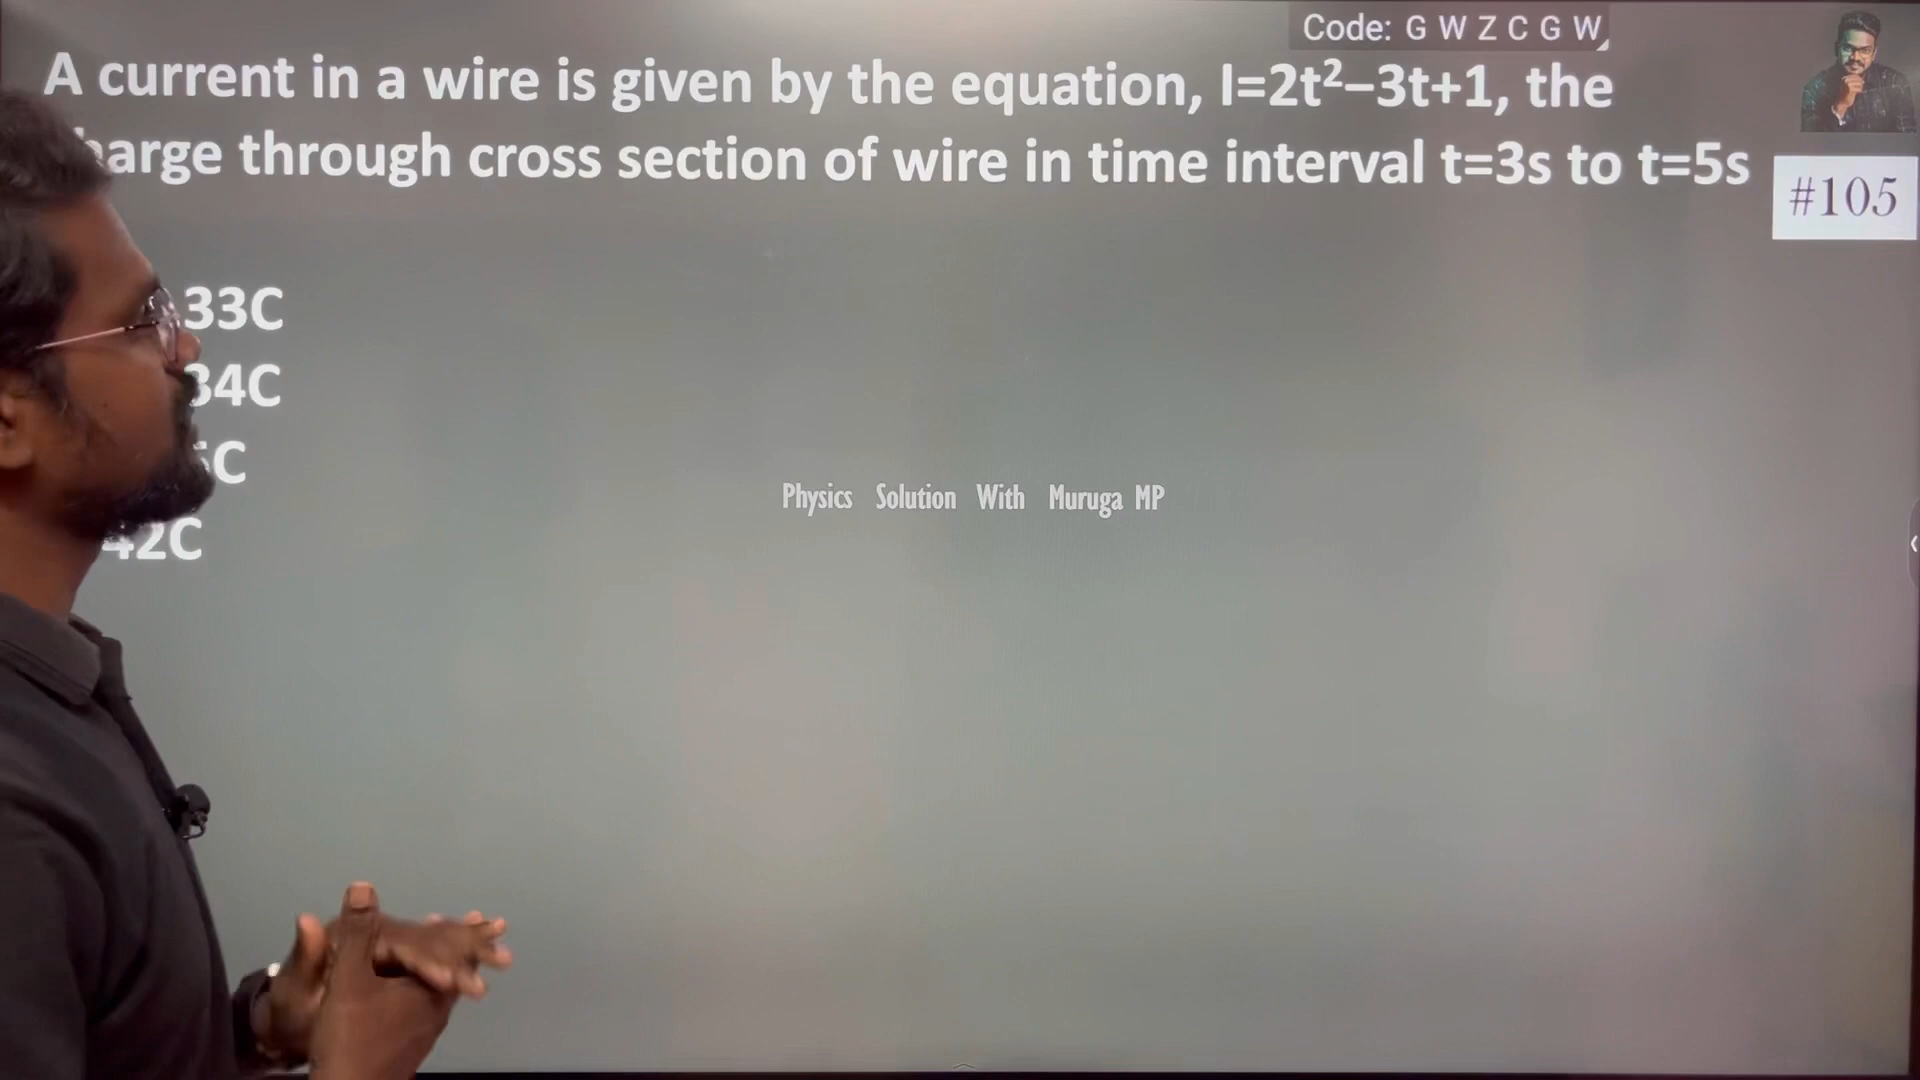 Code: G W Z C G W
A current in a wire is given by the equation, I=2t²–3t+1, the
through cross section of wire in time interval t=3s to t=5s
#105
33C
34C
Physics Solution With Muruga MP
42C